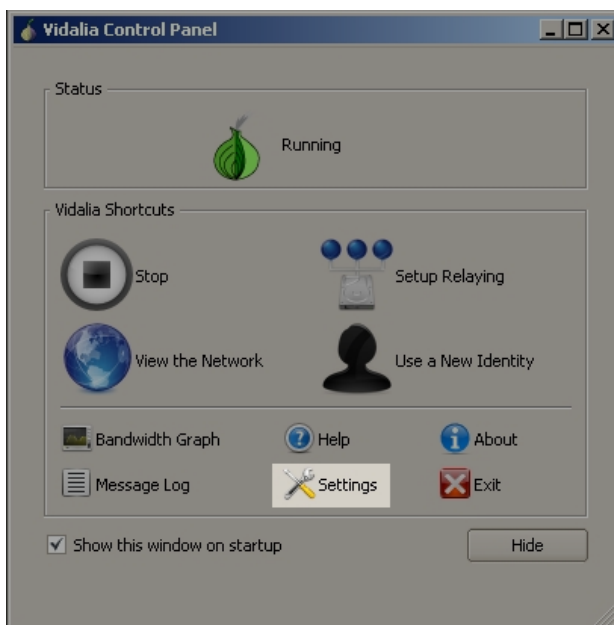 Vidalia Control Panel
Status
Running
Vidalia Shortcuts
Stop
Setup Relaying
View the Network
Use a New Identity
Bandwidth Graph
Help
About
Message Log
Settings
Exit
Show this window on startup
Hide